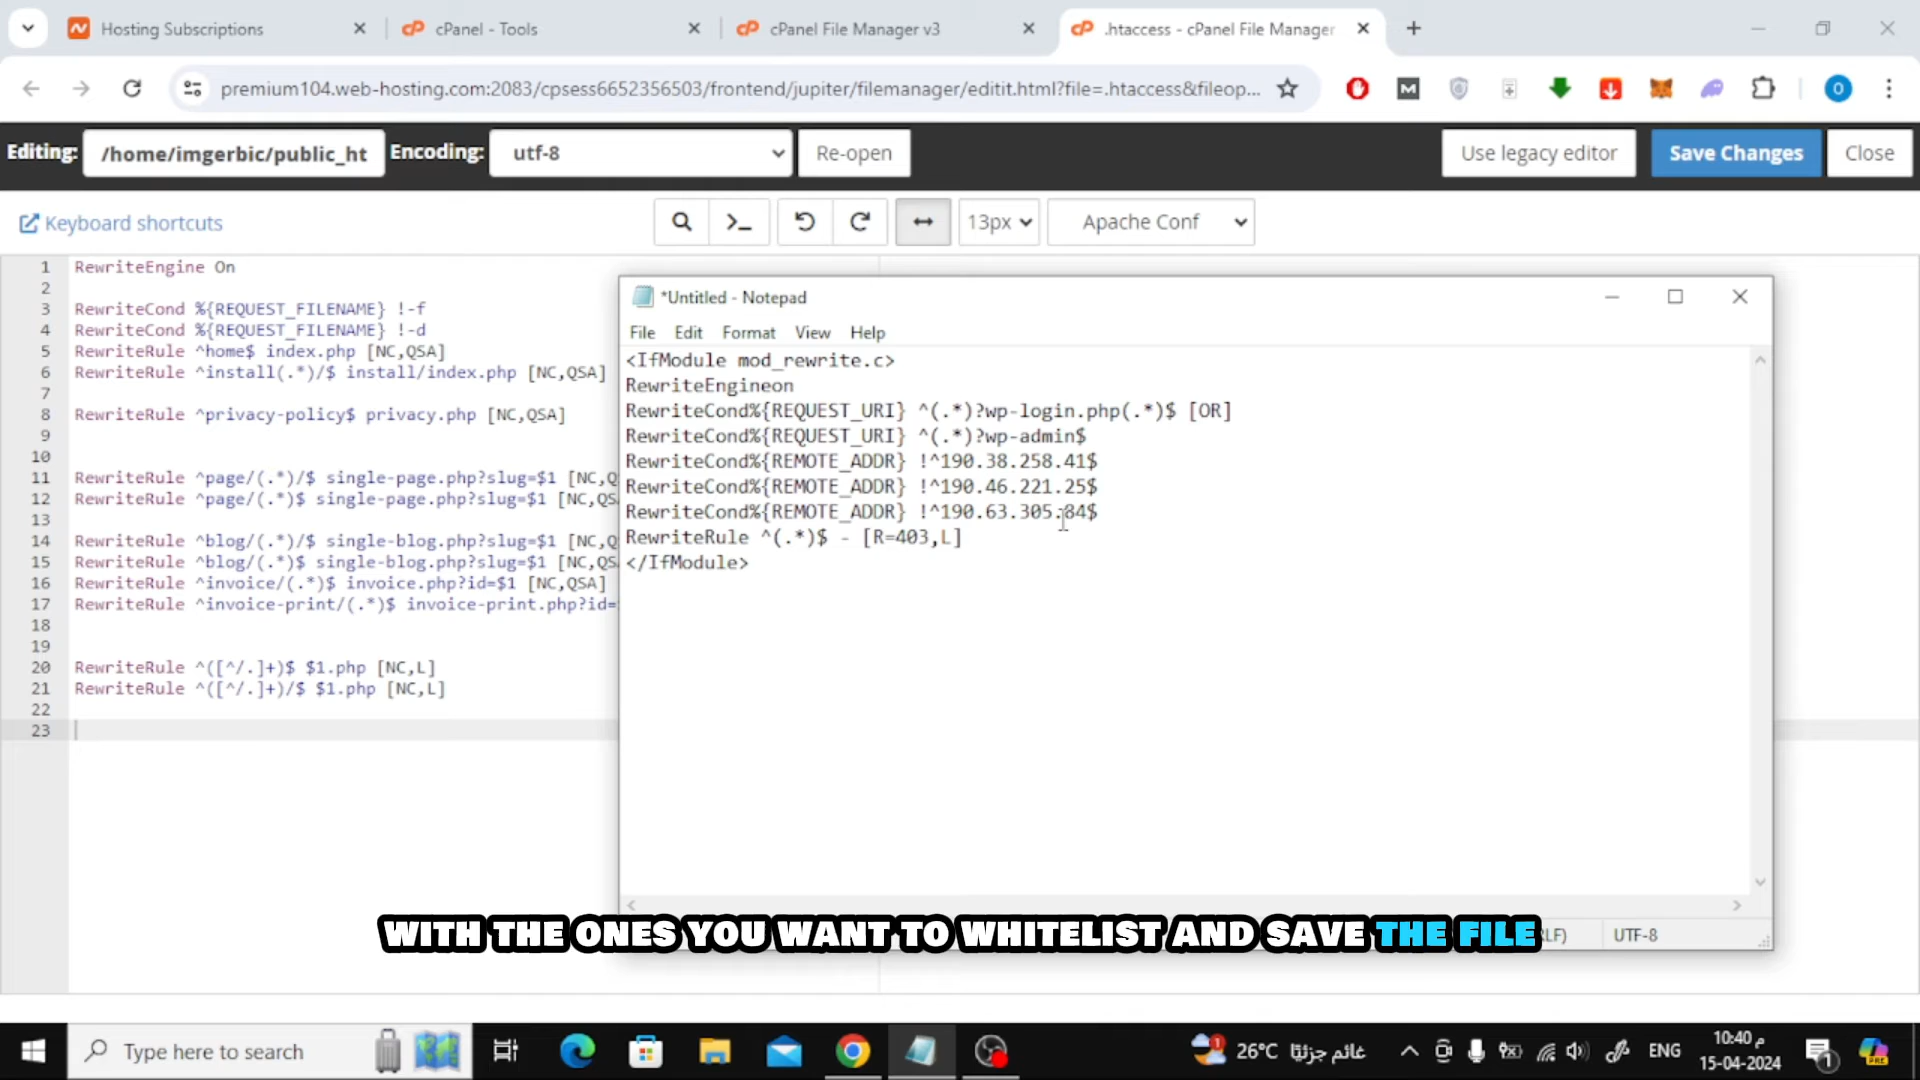 Hosting Subscriptions
cPanel - Tools
cPanel File Manager v3
.htaccess - cPanel File Manager
premium104.web-hosting.com:2083/cpsess6652356503/frontend/jupiter/filemanager/editit.html?file=.htaccess&fileop...
Editing: /home/imgerbic/public_ht Encoding: utf-8 Re-open Use legacy editor Save Changes Close
Keyboard shortcuts 13px Apache Conf
1 RewriteEngine On
2
3 RewriteCond %{REQUEST_FILENAME} !-f
4 RewriteCond %{REQUEST_FILENAME} !-d
5 RewriteRule ^home$ index.php [NC,QSA]
6 RewriteRule ^install(.*)/$ install/index.php [NC,QSA]
7
8 RewriteRule ^privacy-policy$ privacy.php [NC,QSA]
9
10
11 RewriteRule ^page/(.*)/$ single-page.php?slug=$1 [NC,Q
12 RewriteRule ^page/(.*)$ single-page.php?slug=$1 [NC,QS
13
14 RewriteRule ^blog/(.*)/$ single-blog.php?slug=$1 [NC,Q
15 RewriteRule ^blog/(.*)$ single-blog.php?slug=$1 [NC,QS
16 RewriteRule ^invoice/(.*)$ invoice.php?id=$1 [NC,QSA]
17 RewriteRule ^invoice-print/(.*)$ invoice-print.php?id=
18
19
20 RewriteRule ^([^/.]+)$ $1.php [NC,L]
21 RewriteRule ^([^/.]+)/$ $1.php [NC,L]
22
23
*Untitled - Notepad
File Edit Format View Help
<IfModule mod_rewrite.c>
RewriteEngineon
RewriteCond%{REQUEST_URI} ^(.*)?wp-login.php(.*)$ [OR]
RewriteCond%{REQUEST_URI} ^(.*)?wp-admin$
RewriteCond%{REMOTE_ADDR} !^190.38.258.41$
RewriteCond%{REMOTE_ADDR} !^190.46.221.25$
RewriteCond%{REMOTE_ADDR} !^190.63.305.84$
RewriteRule ^(.*)$ - [R=403,L]
</IfModule>
LF) UTF-8
WITH THE ONES YOU WANT TO WHITELIST AND SAVE THE FILE
Type here to search
26°C غائم جزئيًا
ENG
10:40 م
15-04-2024
1
PRE